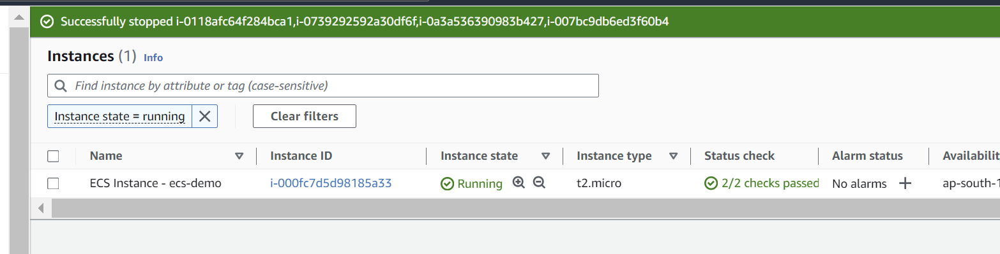 Successfully stopped i-0118afc64f284bca1,i-0739292592a30df6f,i-0a3a536390983b427,i-007bc9db6ed3f60b4
Instances (1) Info
Find instance by attribute or tag (case-sensitive)
Instance state = running Clear filters
Name Instance ID Instance state Instance type Status check Alarm status Availabilit
ECS Instance - ecs-demo i-000fc7d5d98185a33 Running t2.micro 2/2 checks passed No alarms ap-south-1